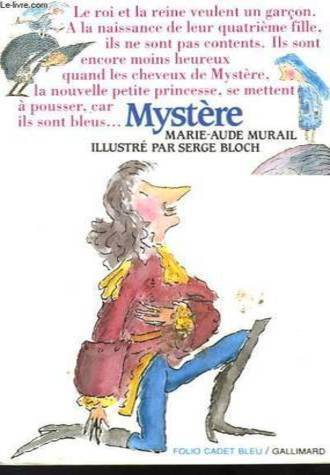 Le-livre.com
Le roi et la reine veulent un garçon.
A la naissance de leur quatrième fille,
ils ne sont pas contents. Ils sont
encore moins heureux
quand les cheveux de Mystère,
la nouvelle petite princesse, se mettent
à pousser, car
ils sont bleus... Mystère
MARIE-AUDE MURAIL
ILLUSTRÉ PAR SERGE BLOCH
FOLIO CADET BLEU / GALLIMARD